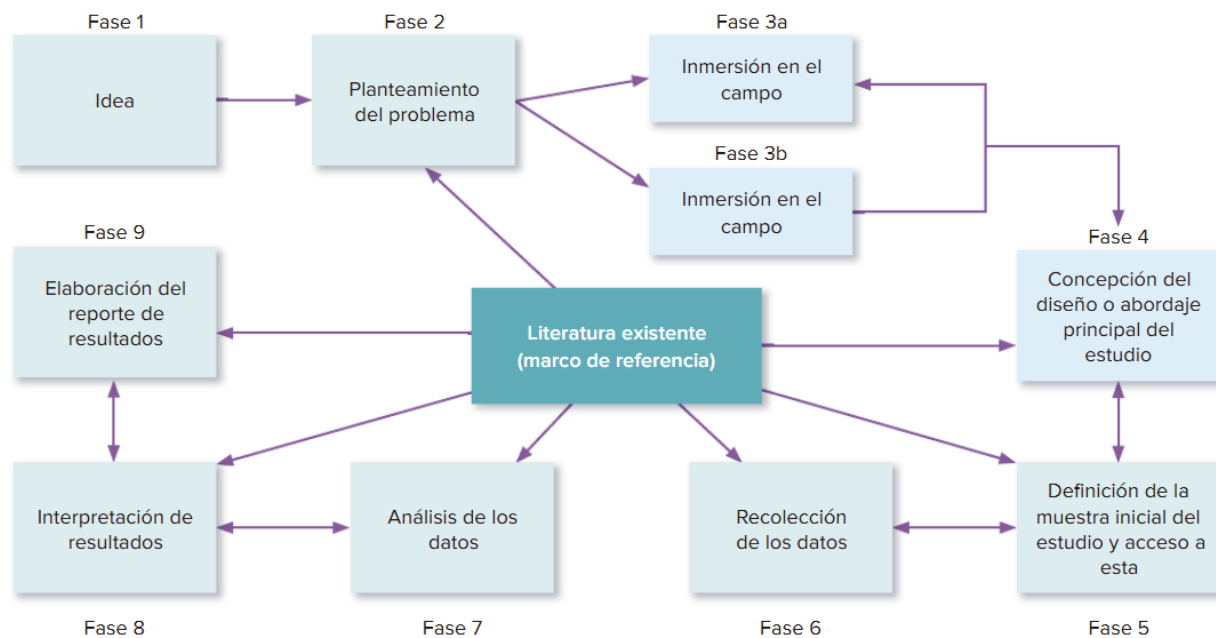 Fase 1
Idea
Fase 2
Planteamiento
del problema
Fase 3a
Inmersión en el
campo
Fase 3b
Inmersión en el
campo
Fase 4
Concepción del
diseño o abordaje
principal del
estudio
Fase 9
Elaboración del
reporte de
resultados
Literatura existente
(marco de referencia)
Interpretación de
resultados
Fase 8
Análisis de los
datos
Fase 7
Recolección
de los datos
Fase 6
Definición de la
muestra inicial del
estudio y acceso a
esta
Fase 5